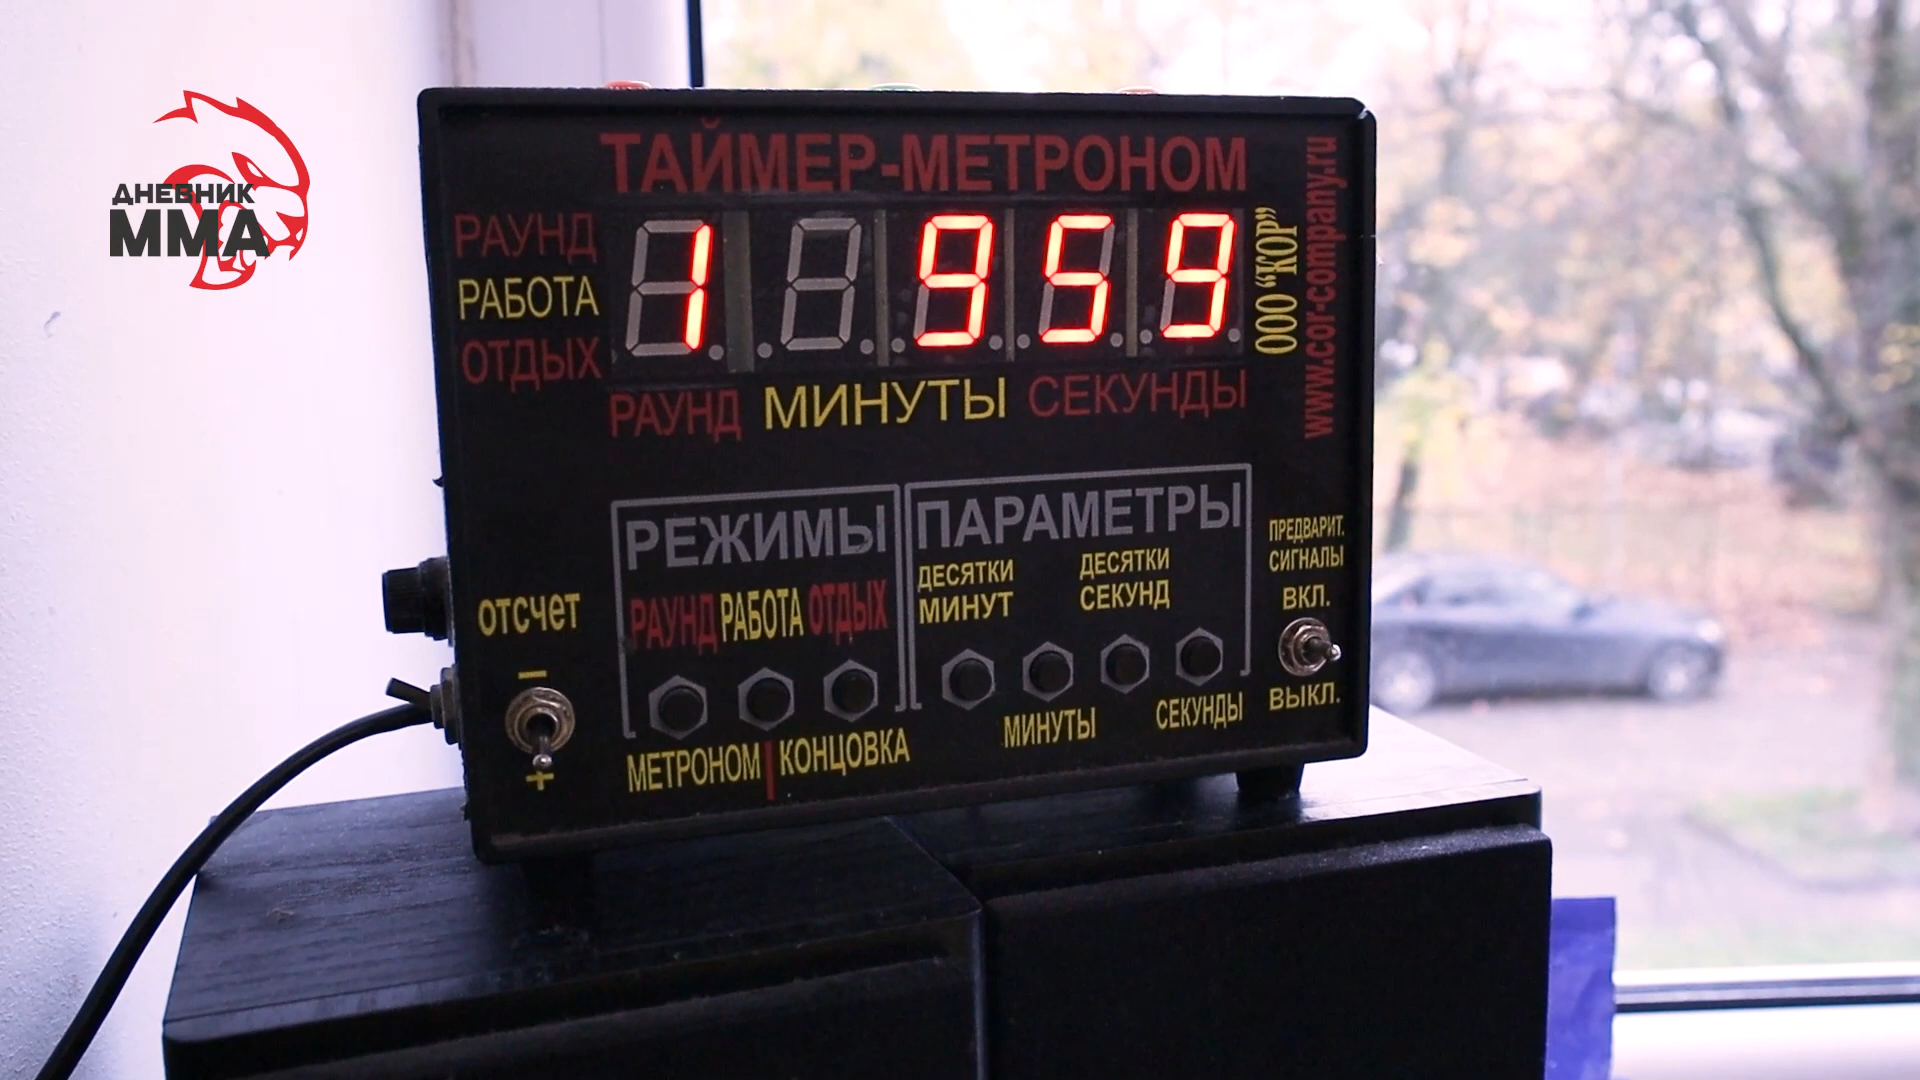 ДНЕВНИК
ММА
ТАЙМЕР-МЕТРОНОМ
РАУНД
РАБОТА
ОТДЫХ
1 959
РАУНД МИНУТЫ СЕКУНДЫ
ООО "КОР"
www.cor-company.ru
РЕЖИМЫ
РАУНД РАБОТА ОТДЫХ
МЕТРОНОМ | КОНЦОВКА
ПАРАМЕТРЫ
ДЕСЯТКИ
МИНУТ
ДЕСЯТКИ
СЕКУНД
МИНУТЫ
СЕКУНДЫ
отсчет
–
+
ПРЕДВАРИТ.
СИГНАЛЫ
ВКЛ.
ВЫКЛ.